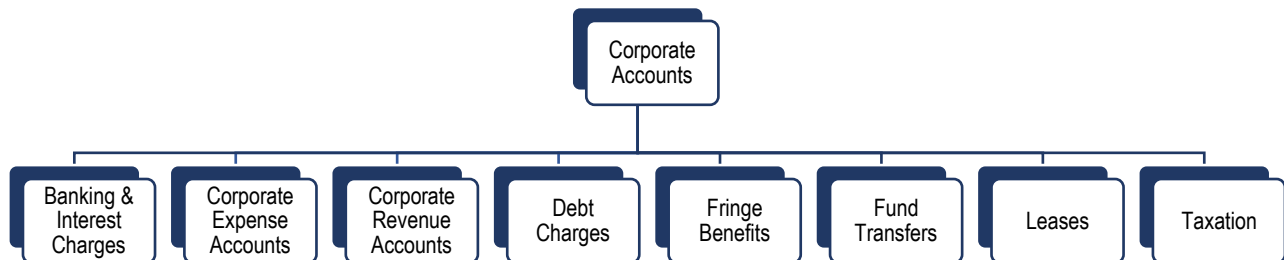 Corporate
Accounts
Banking &
Interest
Charges
Corporate
Expense
Accounts
Corporate
Revenue
Accounts
Debt
Charges
Fringe
Benefits
Fund
Transfers
Leases
Taxation